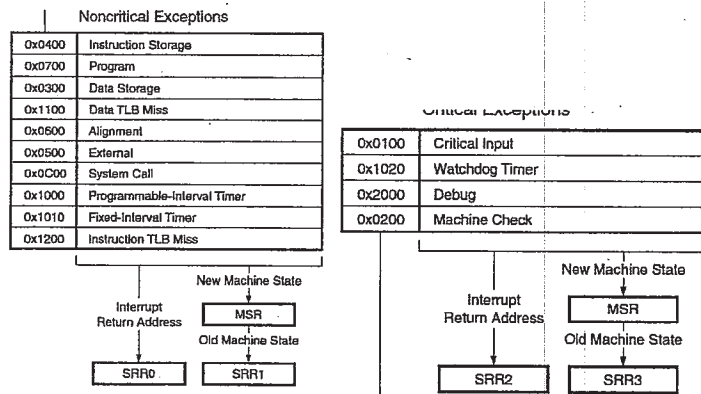 Noncritical Exceptions
0x0400 Instruction Storage
0x0700 Program
0x0300 Data Storage
0x1100 Data TLB Miss
0x0600 Alignment
0x0500 External
0x0C00 System Call
0x1000 Programmable-Interval Timer
0x1010 Fixed-Interval Timer
0x1200 Instruction TLB Miss
New Machine State
Interrupt
Return Address
MSR
Old Machine State
SRR0
SRR1
Critical Exceptions
0x0100 Critical Input
0x1020 Watchdog Timer
0x2000 Debug
0x0200 Machine Check
New Machine State
Interrupt
Return Address
MSR
Old Machine State
SRR2
SRR3